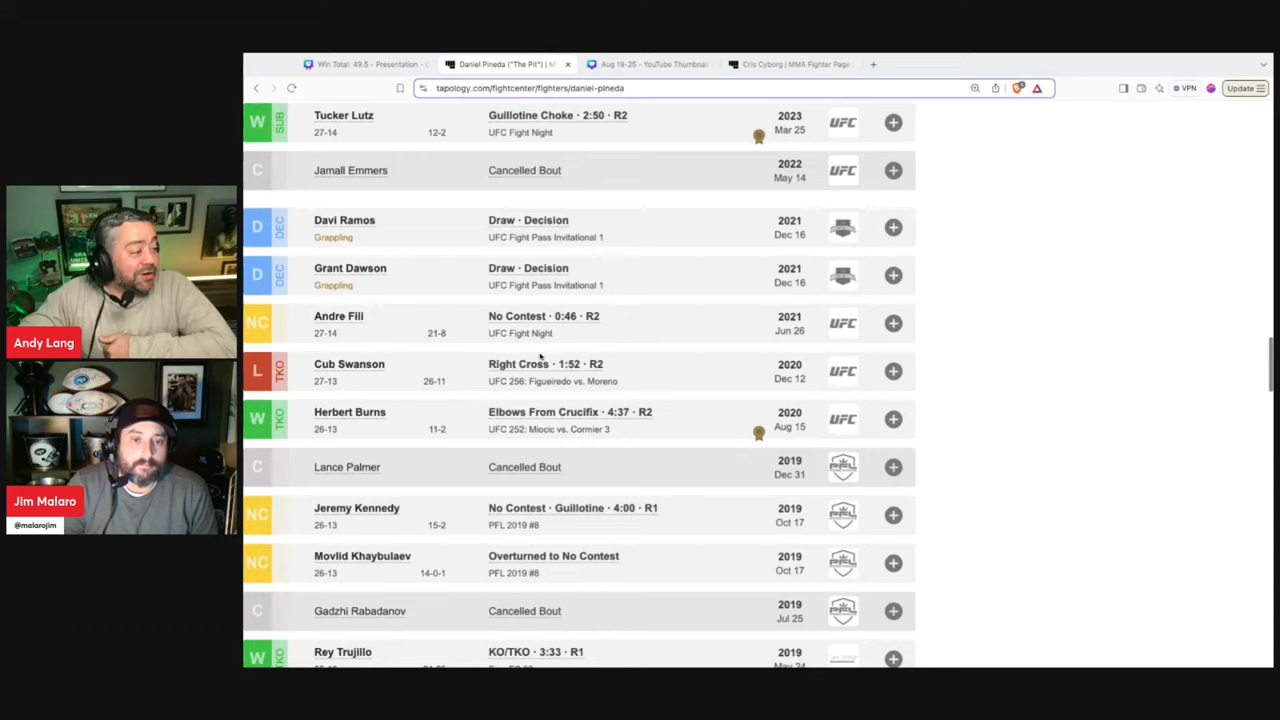 Win Total: 49.5 - Presentation - C
Daniel Pineda ("The Pit") | M
Aug 19-25 - YouTube Thumbnail
Cris Cyborg | MMA Fighter Page
tapology.com/fightcenter/fighters/daniel-pineda
VPN
Update
W SUB Tucker Lutz Guillotine Choke · 2:50 · R2 2023 UFC
27-14 12-2 UFC Fight Night Mar 25
C Jamall Emmers Cancelled Bout 2022 UFC
May 14
D DEC Davi Ramos Draw · Decision 2021
Grappling UFC Fight Pass Invitational 1 Dec 16
D DEC Grant Dawson Draw · Decision 2021
Grappling UFC Fight Pass Invitational 1 Dec 16
NC Andre Fili No Contest · 0:46 · R2 2021 UFC
27-14 21-8 UFC Fight Night Jun 26
L TKO Cub Swanson Right Cross · 1:52 · R2 2020 UFC
27-13 26-11 UFC 256: Figueiredo vs. Moreno Dec 12
W TKO Herbert Burns Elbows From Crucifix · 4:37 · R2 2020 UFC
26-13 11-2 UFC 252: Miocic vs. Cormier 3 Aug 15
C Lance Palmer Cancelled Bout 2019 PFL
Dec 31
NC Jeremy Kennedy No Contest · Guillotine · 4:00 · R1 2019 PFL
26-13 15-2 PFL 2019 #8 Oct 17
NC Movlid Khaybulaev Overturned to No Contest 2019 PFL
26-13 14-0-1 PFL 2019 #8 Oct 17
C Gadzhi Rabadanov Cancelled Bout 2019 PFL
Jul 25
W TKO Rey Trujillo KO/TKO · 3:33 · R1 2019
May 24
Andy Lang
Jim Malaro
@malarojim